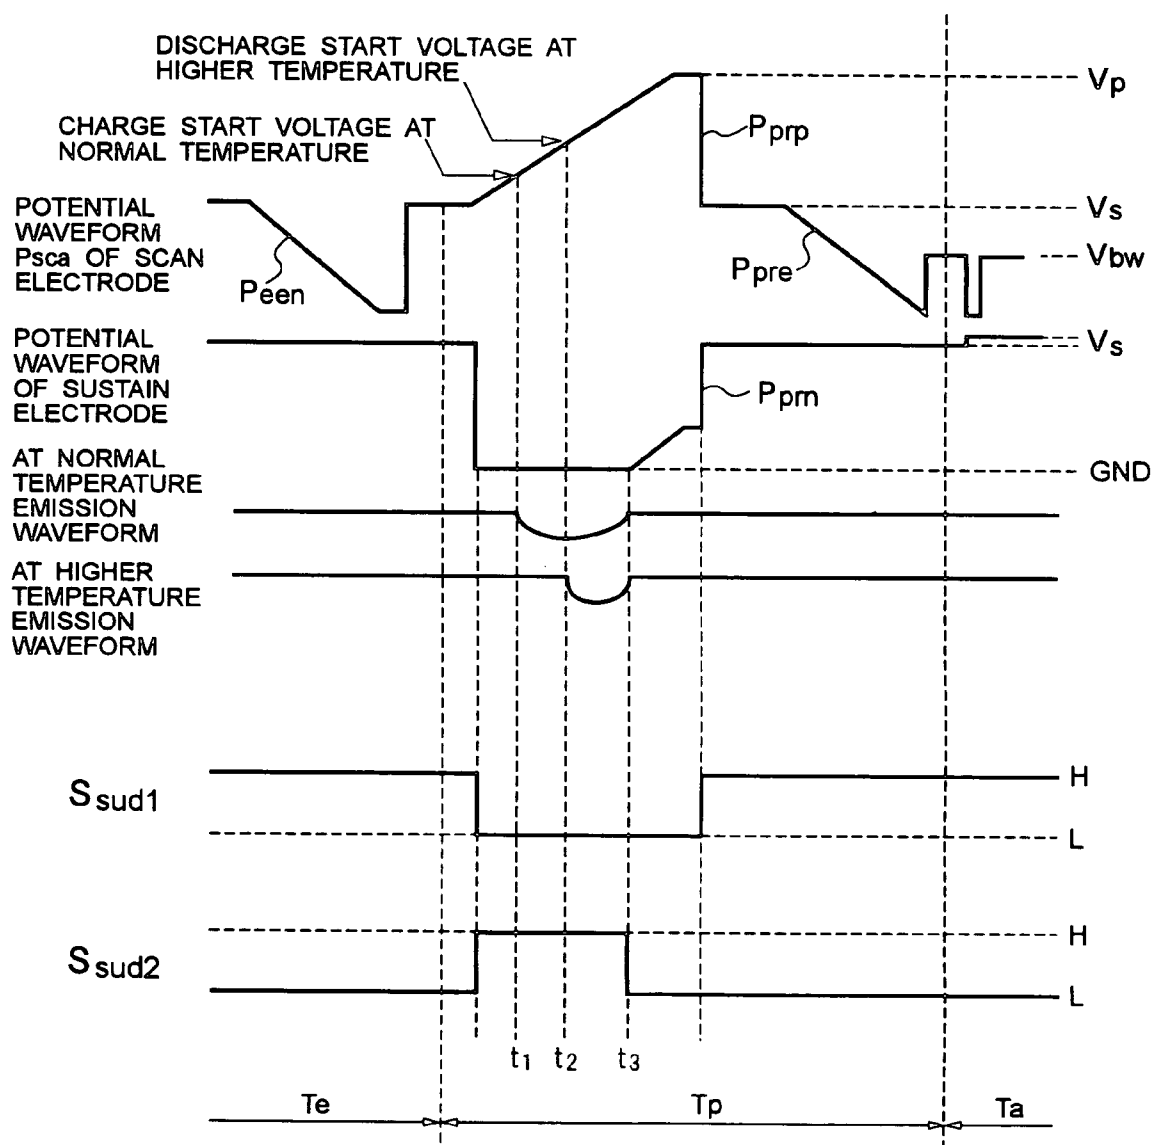 DISCHARGE START VOLTAGE AT
HIGHER TEMPERATURE
Vp
CHARGE START VOLTAGE AT
NORMAL TEMPERATURE
Pprp
POTENTIAL
WAVEFORM
Psca OF SCAN
ELECTRODE
Vs
Vbw
Peen
Ppre
POTENTIAL
WAVEFORM
OF SUSTAIN
ELECTRODE
Vs
Pprn
GND
AT NORMAL
TEMPERATURE
EMISSION
WAVEFORM
AT HIGHER
TEMPERATURE
EMISSION
WAVEFORM
Ssud1
H
L
Ssud2
H
L
t1 t2 t3
Te Tp Ta